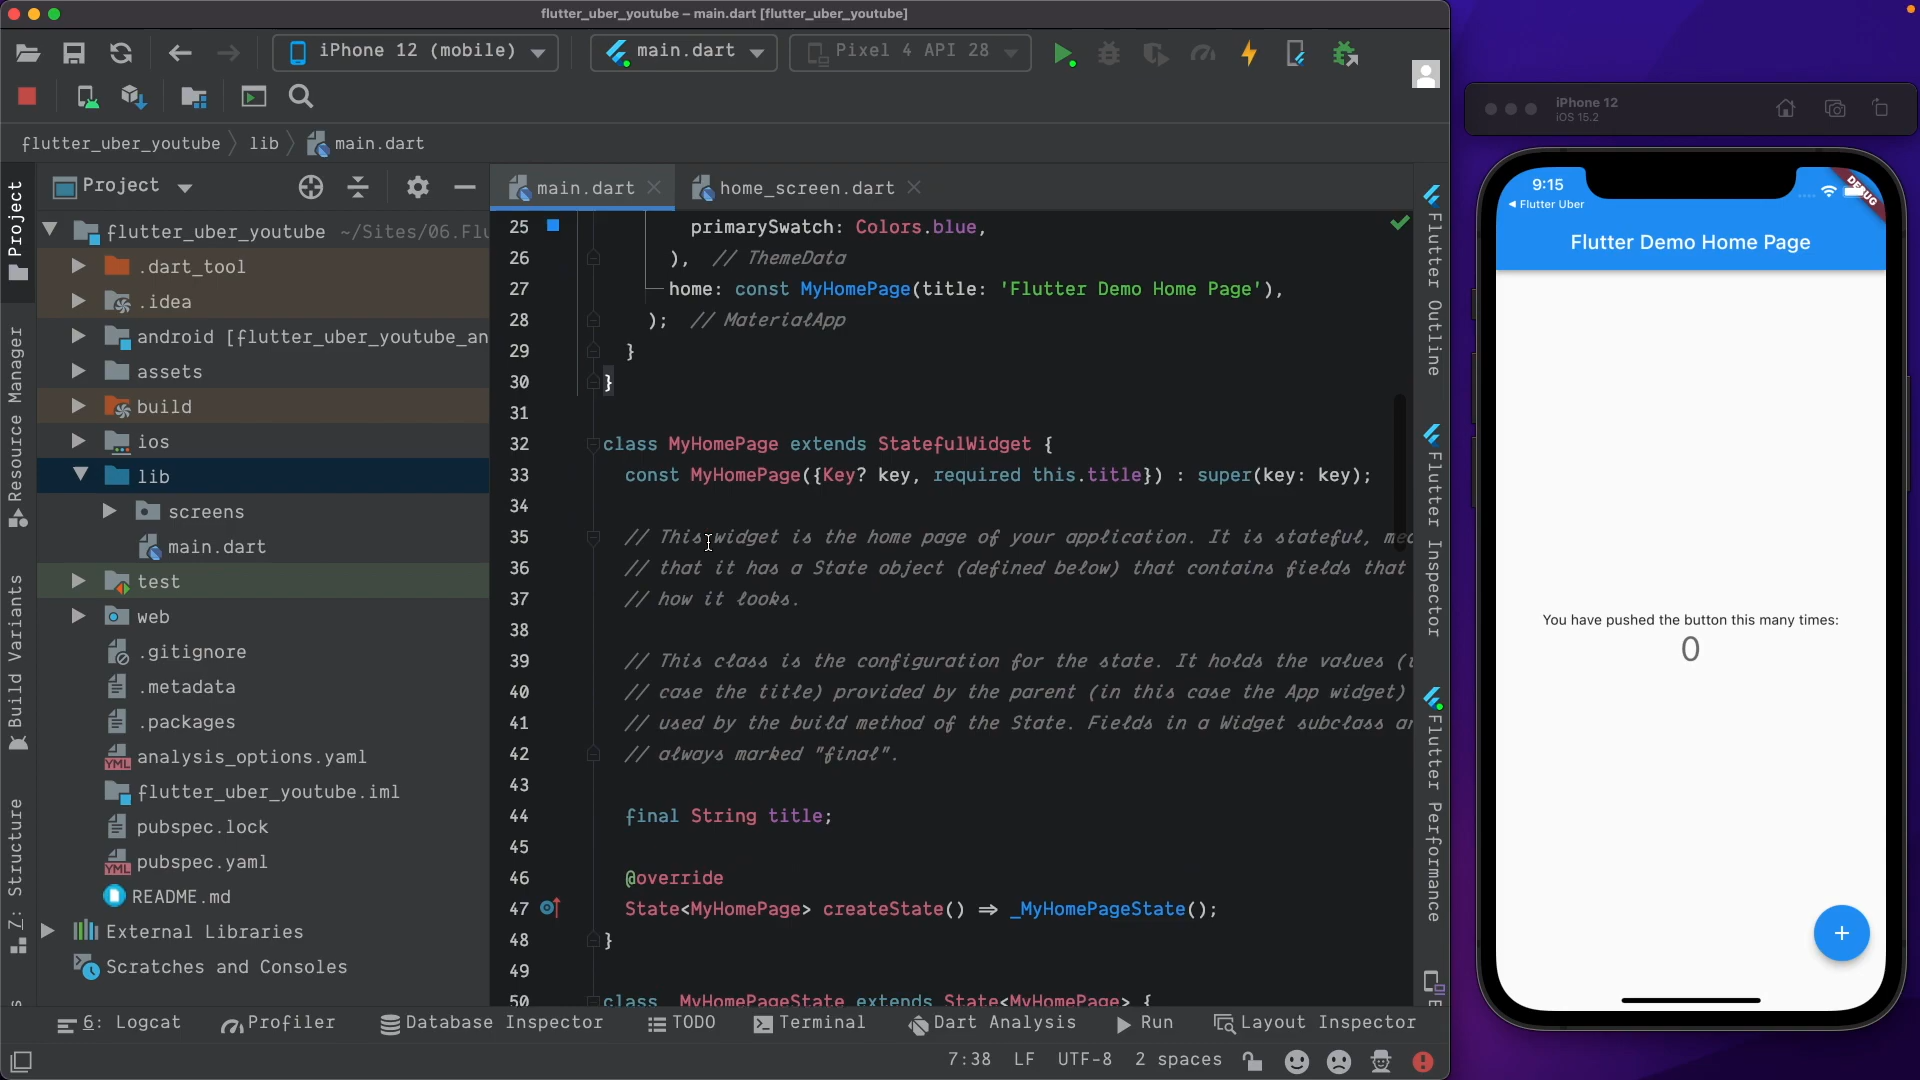 flutter_uber_youtube – main.dart [flutter_uber_youtube]
iPhone 12 (mobile)
main.dart
Pixel 4 API 28
flutter_uber_youtube
lib
main.dart
Project
Resource Manager
Build Variants
Z: Structure
Project
flutter_uber_youtube ~/Sites/06.Flu
.dart_tool
.idea
android [flutter_uber_youtube_an
assets
build
ios
lib
screens
main.dart
test
web
.gitignore
.metadata
.packages
analysis_options.yaml
flutter_uber_youtube.iml
pubspec.lock
pubspec.yaml
README.md
External Libraries
Scratches and Consoles
main.dart
home_screen.dart
25 primarySwatch: Colors.blue,
26 ), // ThemeData
27 home: const MyHomePage(title: 'Flutter Demo Home Page'),
28 ); // MaterialApp
29 }
30 }
31
32 class MyHomePage extends StatefulWidget {
33 const MyHomePage({Key? key, required this.title}) : super(key: key);
34
35 // This widget is the home page of your application. It is stateful, mea
36 // that it has a State object (defined below) that contains fields that
37 // how it looks.
38
39 // This class is the configuration for the state. It holds the values (
40 // case the title) provided by the parent (in this case the App widget)
41 // used by the build method of the State. Fields in a Widget subclass ar
42 // always marked "final".
43
44 final String title;
45
46 @override
47 State<MyHomePage> createState() => _MyHomePageState();
48 }
49
50 class _MyHomePageState extends State<MyHomePage> {
Flutter Outline
Flutter Inspector
Flutter Performance
6: Logcat
Profiler
Database Inspector
TODO
Terminal
Dart Analysis
Run
Layout Inspector
7:38 LF UTF-8 2 spaces
iPhone 12
iOS 15.2
9:15
◀ Flutter Uber
DEBUG
Flutter Demo Home Page
You have pushed the button this many times:
0
+